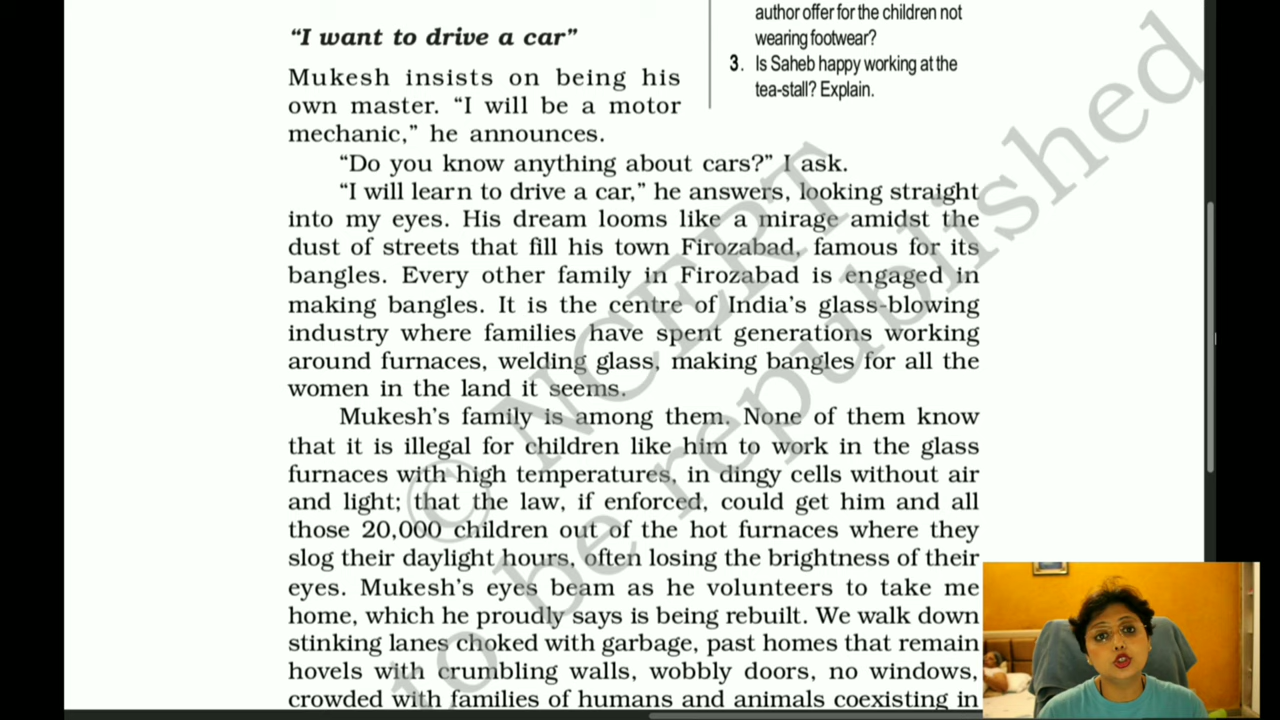 author offer for the children not
wearing footwear?
3. Is Saheb happy working at the
tea-stall? Explain.
“I want to drive a car”
Mukesh insists on being his
own master. “I will be a motor
mechanic,” he announces.
“Do you know anything about cars?” I ask.
“I will learn to drive a car,” he answers, looking straight
into my eyes. His dream looms like a mirage amidst the
dust of streets that fill his town Firozabad, famous for its
bangles. Every other family in Firozabad is engaged in
making bangles. It is the centre of India’s glass-blowing
industry where families have spent generations working
around furnaces, welding glass, making bangles for all the
women in the land it seems.
Mukesh’s family is among them. None of them know
that it is illegal for children like him to work in the glass
furnaces with high temperatures, in dingy cells without air
and light; that the law, if enforced, could get him and all
those 20,000 children out of the hot furnaces where they
slog their daylight hours, often losing the brightness of their
eyes. Mukesh’s eyes beam as he volunteers to take me
home, which he proudly says is being rebuilt. We walk down
stinking lanes choked with garbage, past homes that remain
hovels with crumbling walls, wobbly doors, no windows,
crowded with families of humans and animals coexisting in
© NCERT
to be republished